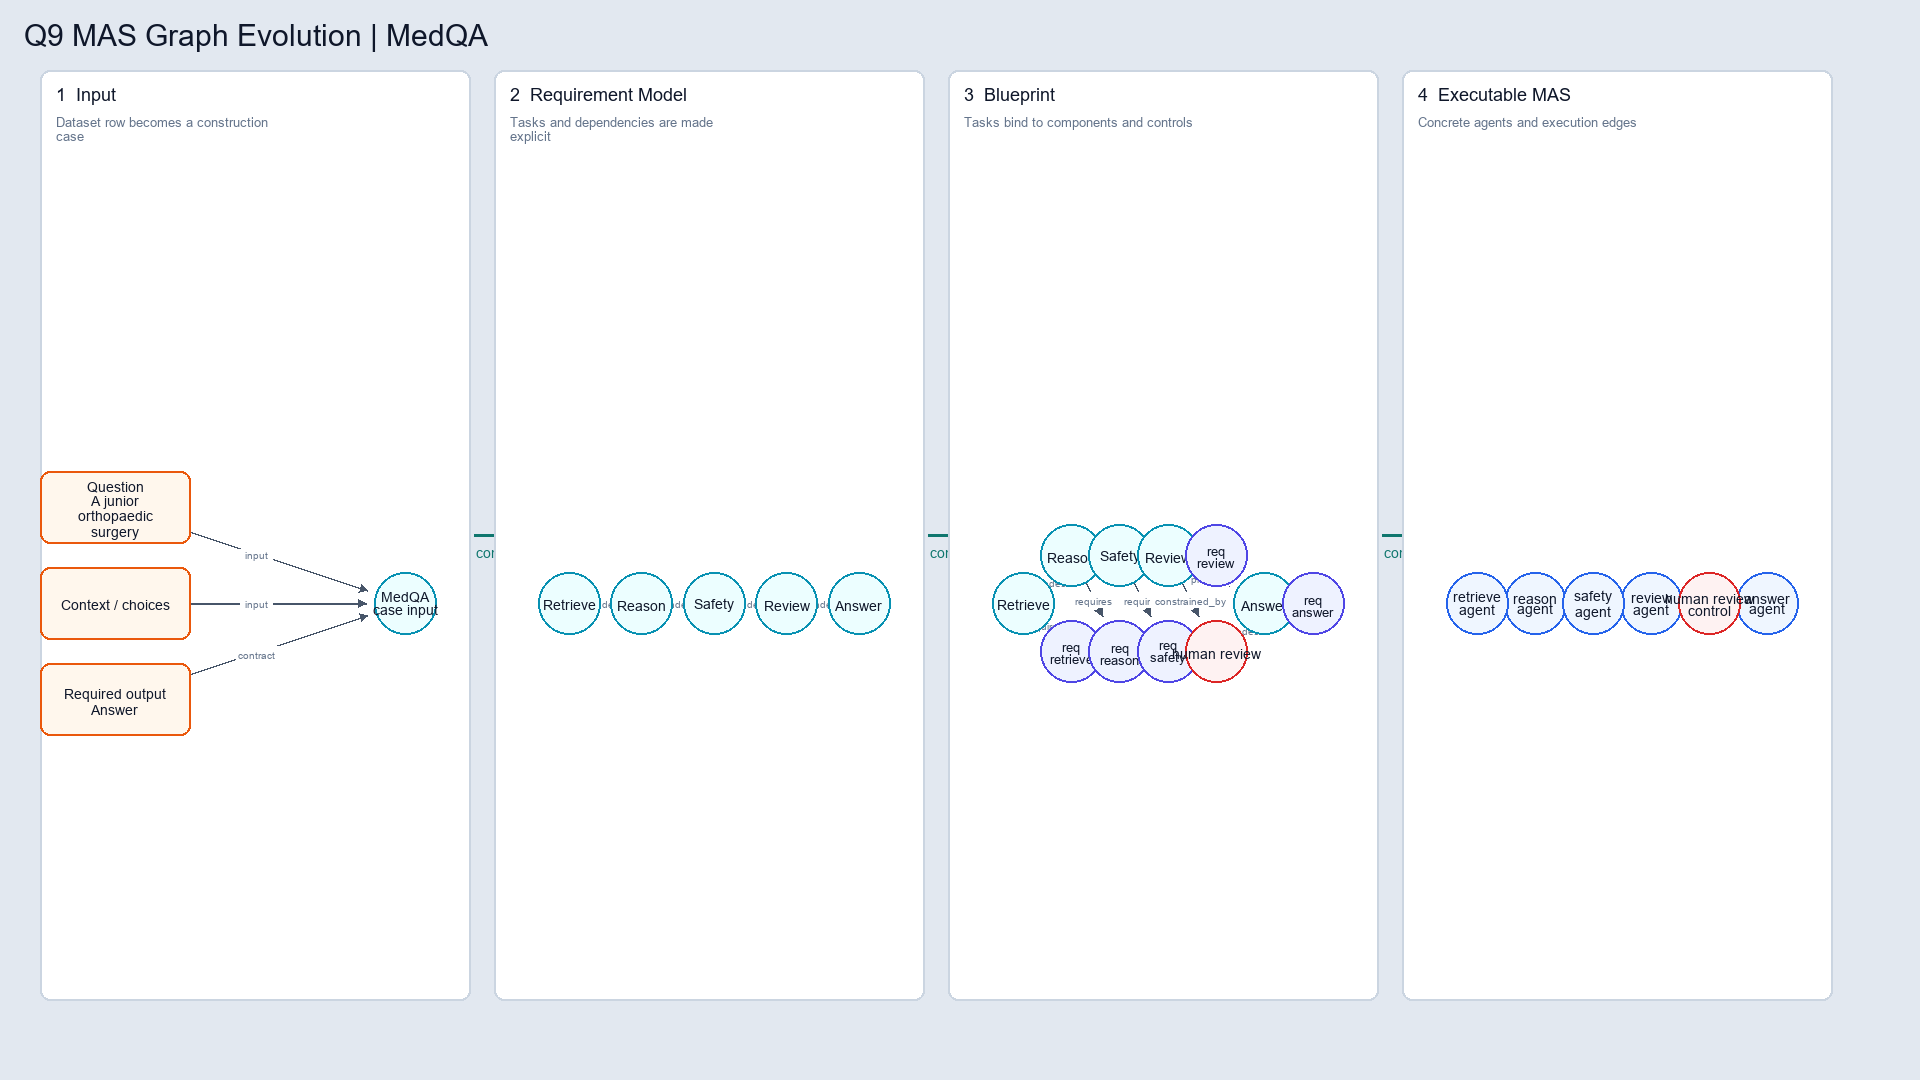 Q9 MAS Graph Evolution | MedQA
1 Input
Dataset row becomes a construction
case
Question
A junior
orthopaedic
surgery
Context / choices
Required output
Answer
input
input
contract
MedQA
case input
2 Requirement Model
Tasks and dependencies are made
explicit
Retrieve
Reason
Safety
Review
Answer
3 Blueprint
Tasks bind to components and controls
Safety
req
review
Retrieve
requires
constrained_by
req
answer
req
retrieve
req
reason
req
safety
human review
4 Executable MAS
Concrete agents and execution edges
retrieve
agent
reason
agent
safety
agent
review
agent
human review
control
answer
agent